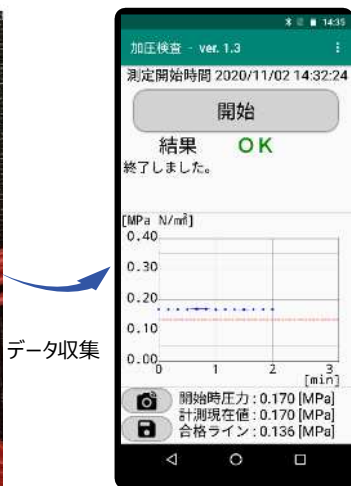 14:35
加圧検査 - ver. 1.3
測定開始時間 2020/11/02 14:32:24
開始
結果 OK
終了しました。
[MPa N/m㎡]
0.40
0.30
0.20
0.10
0.00
0 1 2 3
[min]
データ収集
開始時圧力 : 0.170 [MPa]
計測現在値 : 0.170 [MPa]
合格ライン : 0.136 [MPa]